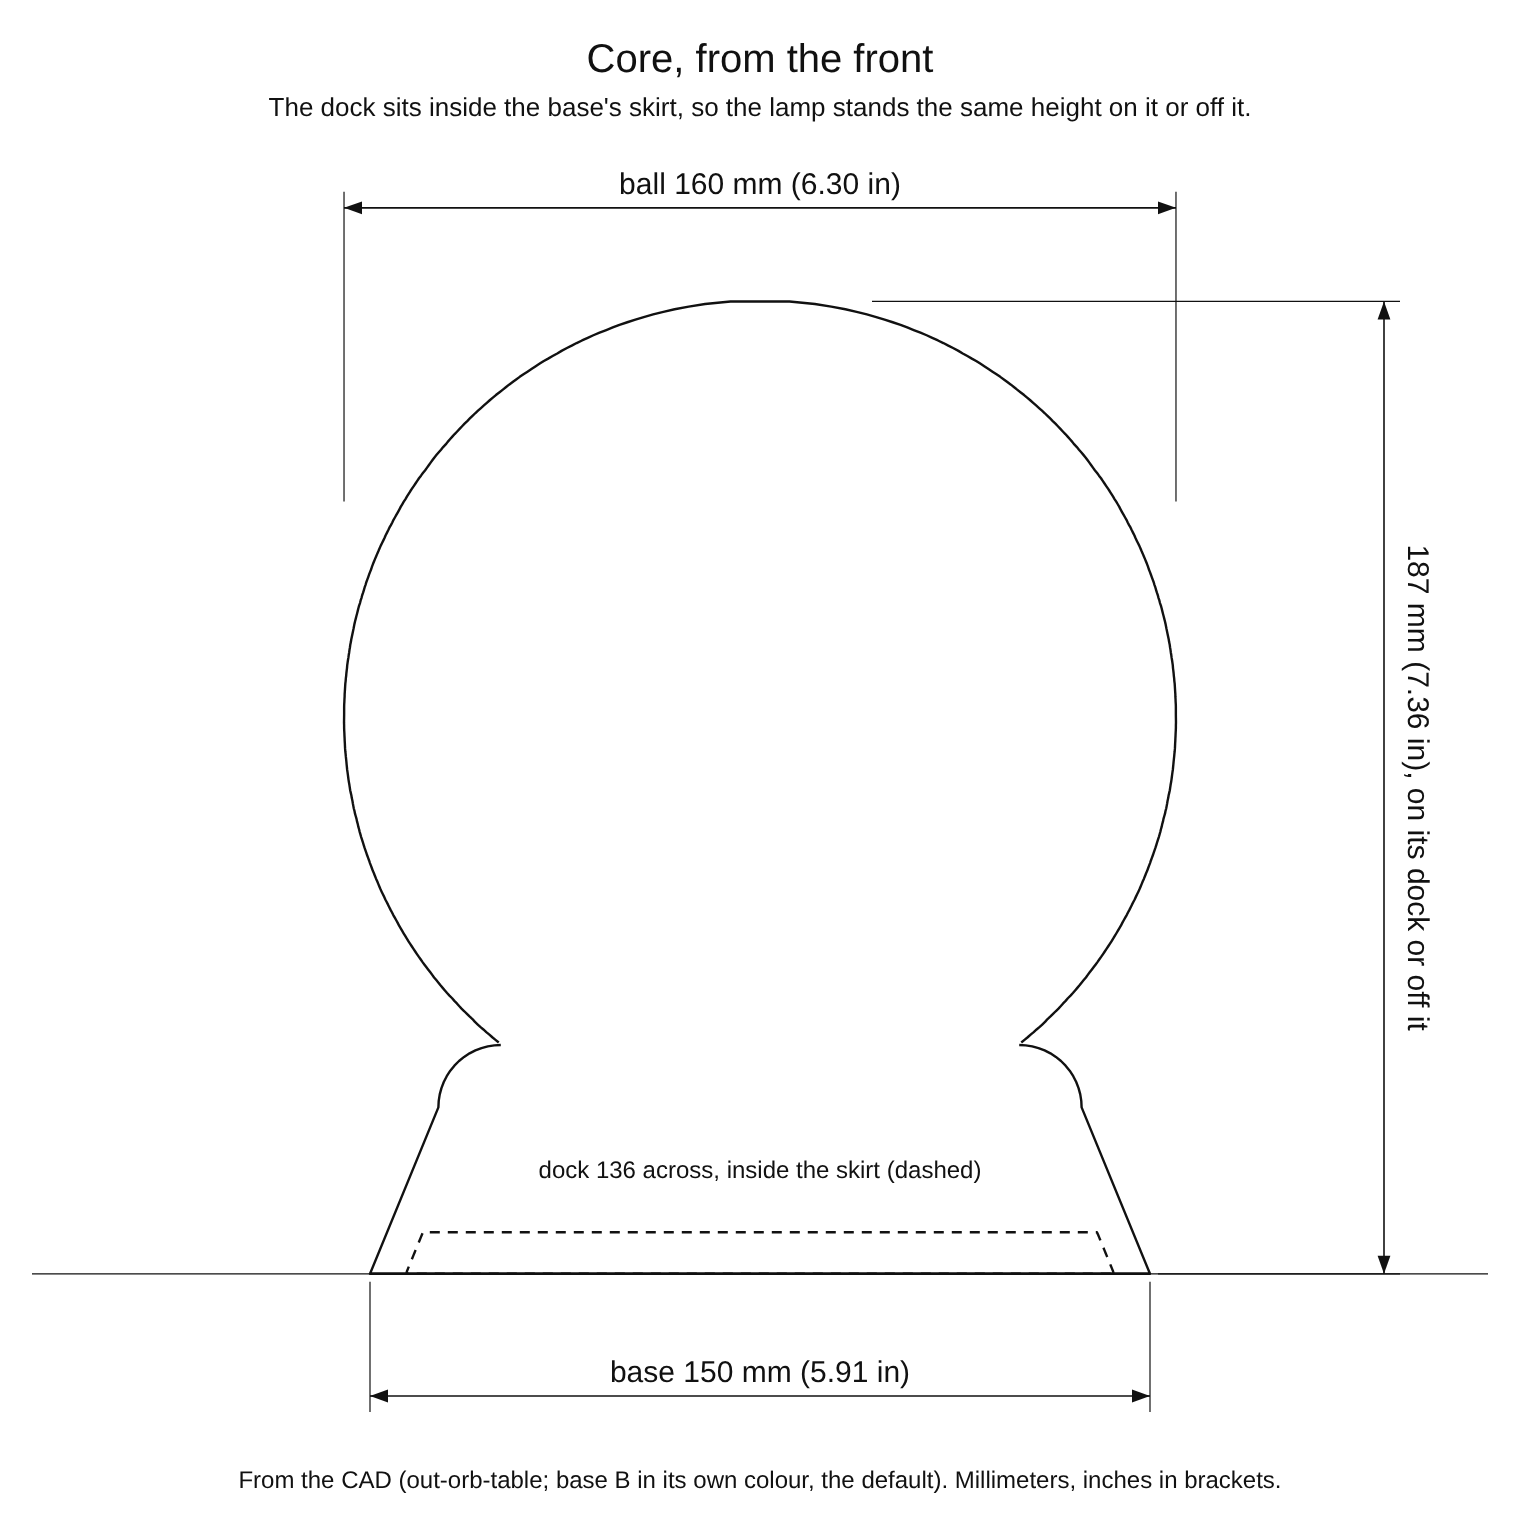 Core, from the front
The dock sits inside the base's skirt, so the lamp stands the same height on it or off it.
ball 160 mm (6.30 in)
187 mm (7.36 in), on its dock or off it
dock 136 across, inside the skirt (dashed)
base 150 mm (5.91 in)
From the CAD (out-orb-table; base B in its own colour, the default). Millimeters, inches in brackets.